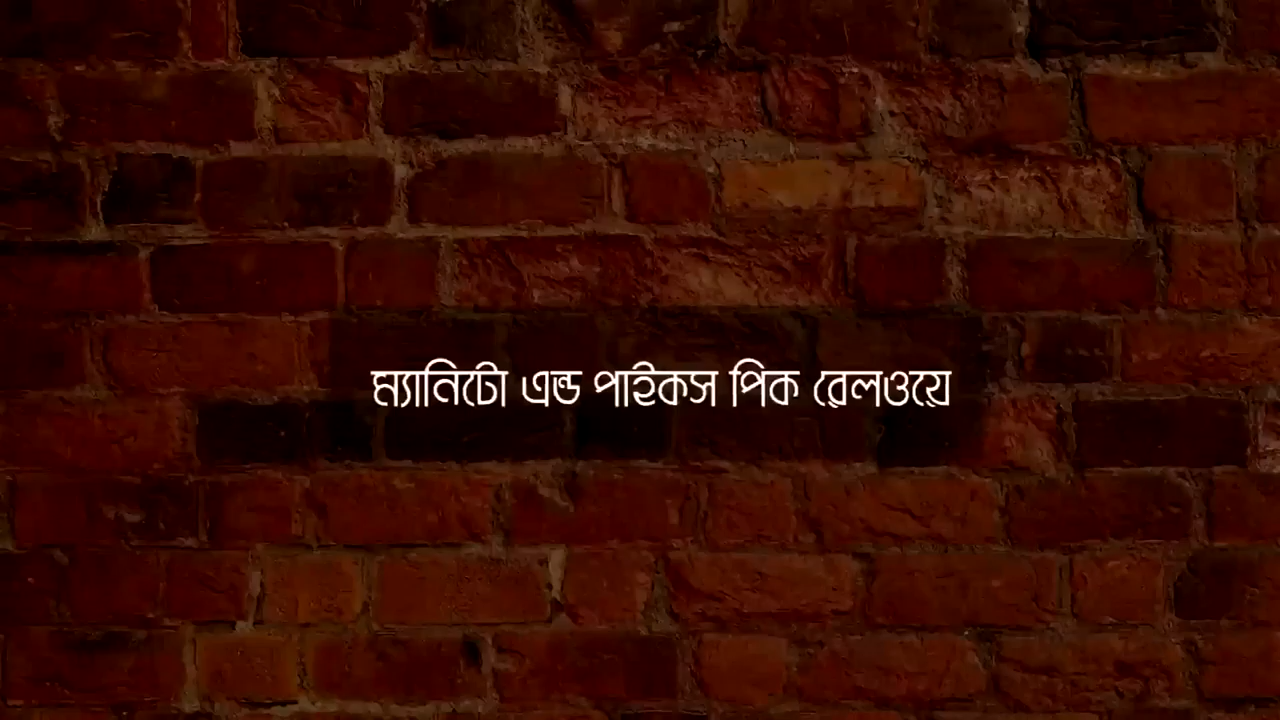 ম্যানিটো এন্ড পাইকস পিক রেলওয়ে